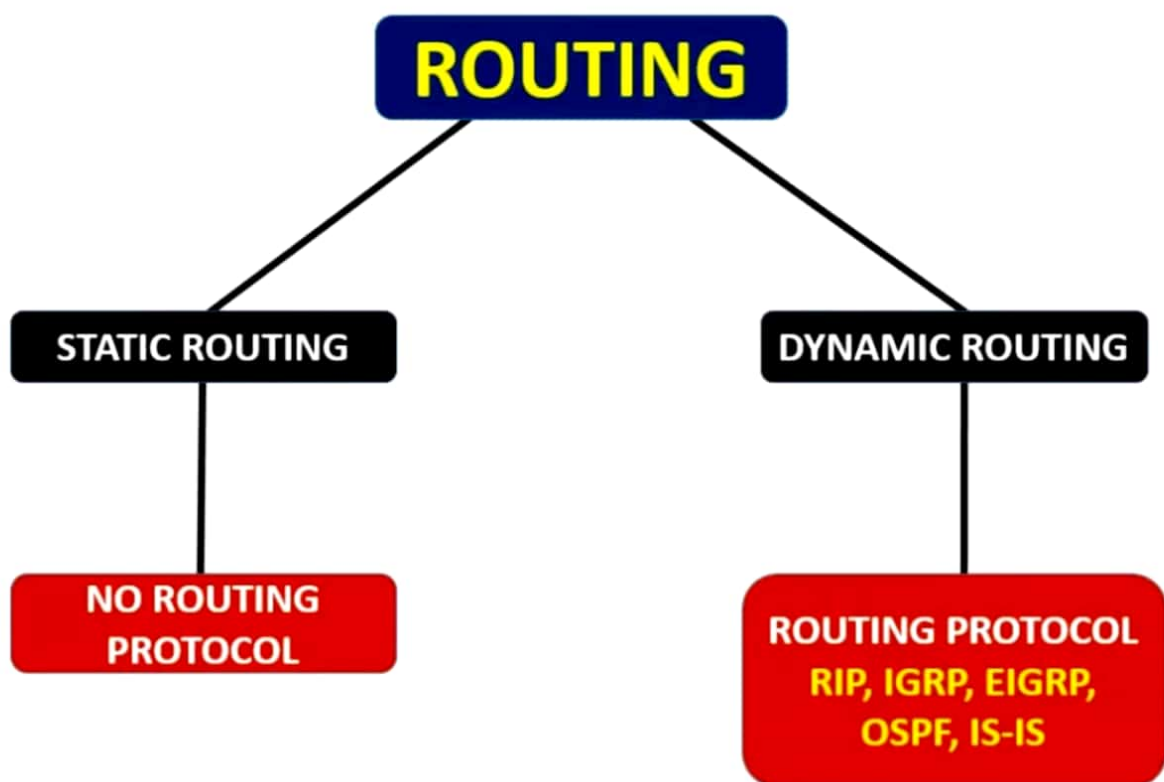 ROUTING
STATIC ROUTING
DYNAMIC ROUTING
NO ROUTING
PROTOCOL
ROUTING PROTOCOL
RIP, IGRP, EIGRP,
OSPF, IS-IS